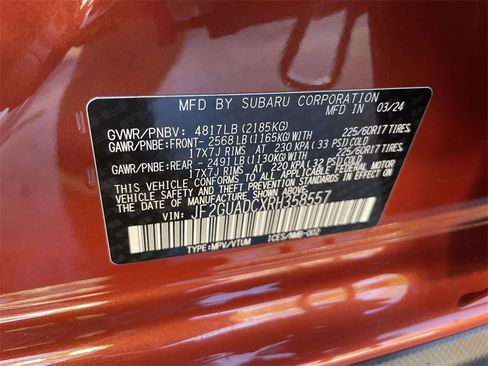 MFD BY SUBARU CORPORATION
MFD IN 03/24
GVWR/PNBV: 4817LB (2185KG)
GAWR/PNBE:FRONT- 2568LB (1165KG)WITH 225/60R17 TIRES,
17X7J RIMS AT 230 KPA (33 PSI) COLD
GAWR/PNBE:REAR - 2491LB (1130KG)WITH 225/60R17 TIRES,
17X7J RIMS AT 220 KPA (32 PSI) COLD
THIS VEHICLE CONFORMS TO ALL APPLICABLE FEDERAL MOTOR
VEHICLE SAFETY AND THEFT PREVENTION STANDARDS IN EFFECT
ON THE DATE OF MANUFACTURE SHOWN ABOVE.
VIN: JF2GUADCXRH358557
TYPE:MPV/VTUM ICES/NMB-002